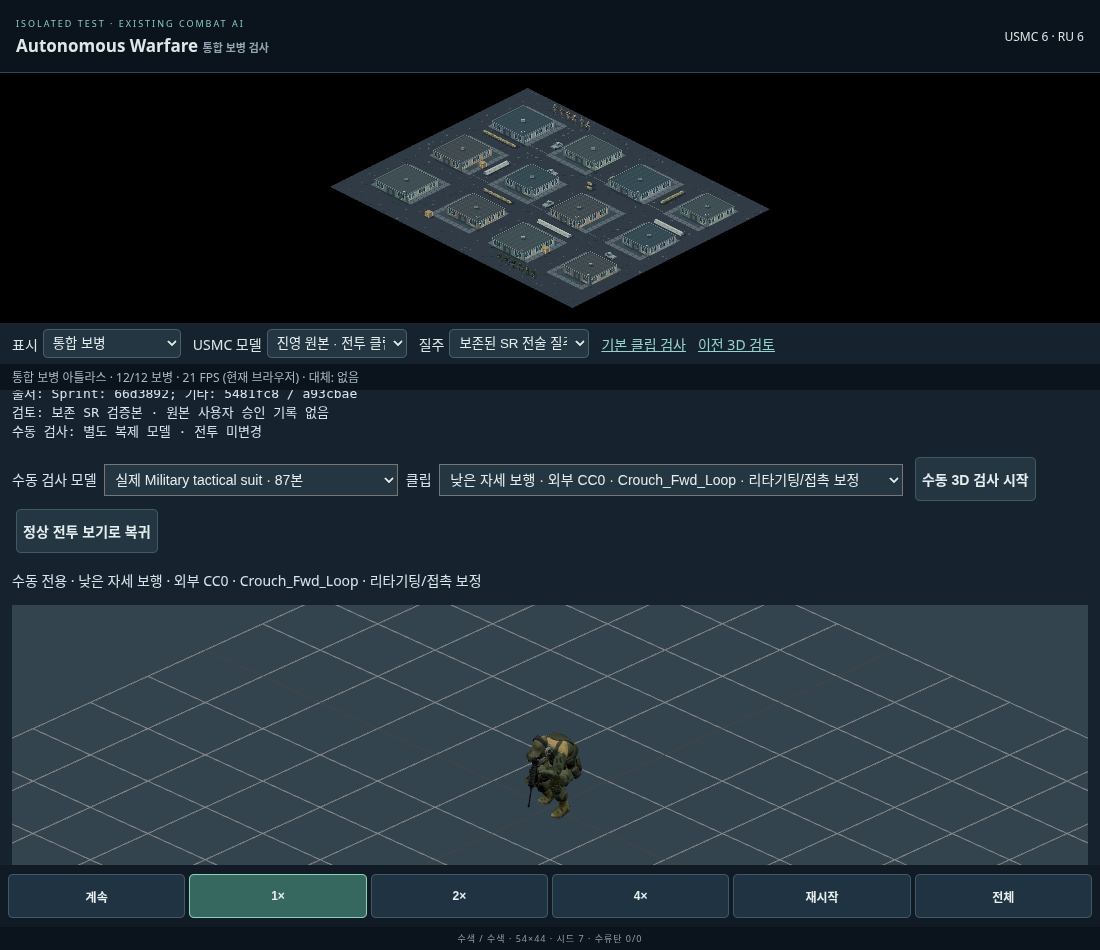 ISOLATED TEST · EXISTING COMBAT AI
Autonomous Warfare 통합 보병 검사
USMC 6 · RU 6
표시 통합 보병 USMC 모델 진영 원본 · 전투 클립 질주 보존된 SR 전술 질주 기본 클립 검사 이전 3D 검토
통합 보병 아틀라스 · 12/12 보병 · 21 FPS (현재 브라우저) · 대체: 없음
출처: Sprint: 66d3892; 기타: 5481fc8 / a93cbae
검토: 보존 SR 검증본 · 원본 사용자 승인 기록 없음
수동 검사: 별도 복제 모델 · 전투 미변경
수동 검사 모델 실제 Military tactical suit · 87본 클립 낮은 자세 보행 · 외부 CC0 · Crouch_Fwd_Loop · 리타기팅/접촉 보정 수동 3D 검사 시작
정상 전투 보기로 복귀
수동 전용 · 낮은 자세 보행 · 외부 CC0 · Crouch_Fwd_Loop · 리타기팅/접촉 보정
계속 1× 2× 4× 재시작 전체
수색 / 수색 · 54×44 · 시드 7 · 수류탄 0/0